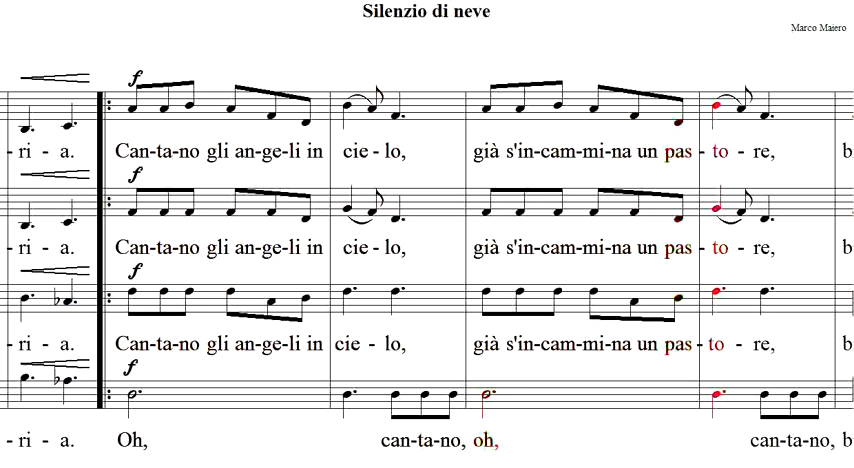 Silenzio di neve
Marco Maiero
f
- ri - a. Can-ta-no gli an-ge-li in cie - lo, già s'in-cam-mi-na un pas - to - re, b
f
- ri - a. Can-ta-no gli an-ge-li in cie - lo, già s'in-cam-mi-na un pas - to - re, b
f
- ri - a. Can-ta-no gli an-ge-li in cie - lo, già s'in-cam-mi-na un pas - to - re, b
f
- ri - a. Oh, can-ta-no, oh, can-ta-no, b